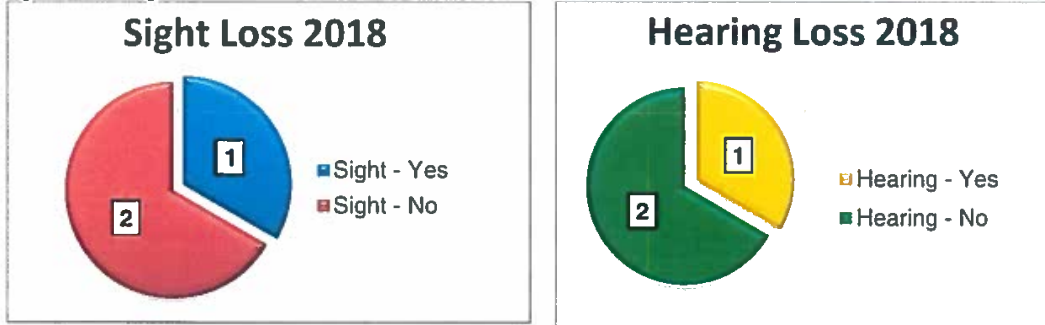 Sight Loss 2018
1
2
Sight - Yes
Sight - No
Hearing Loss 2018
1
2
Hearing - Yes
Hearing - No